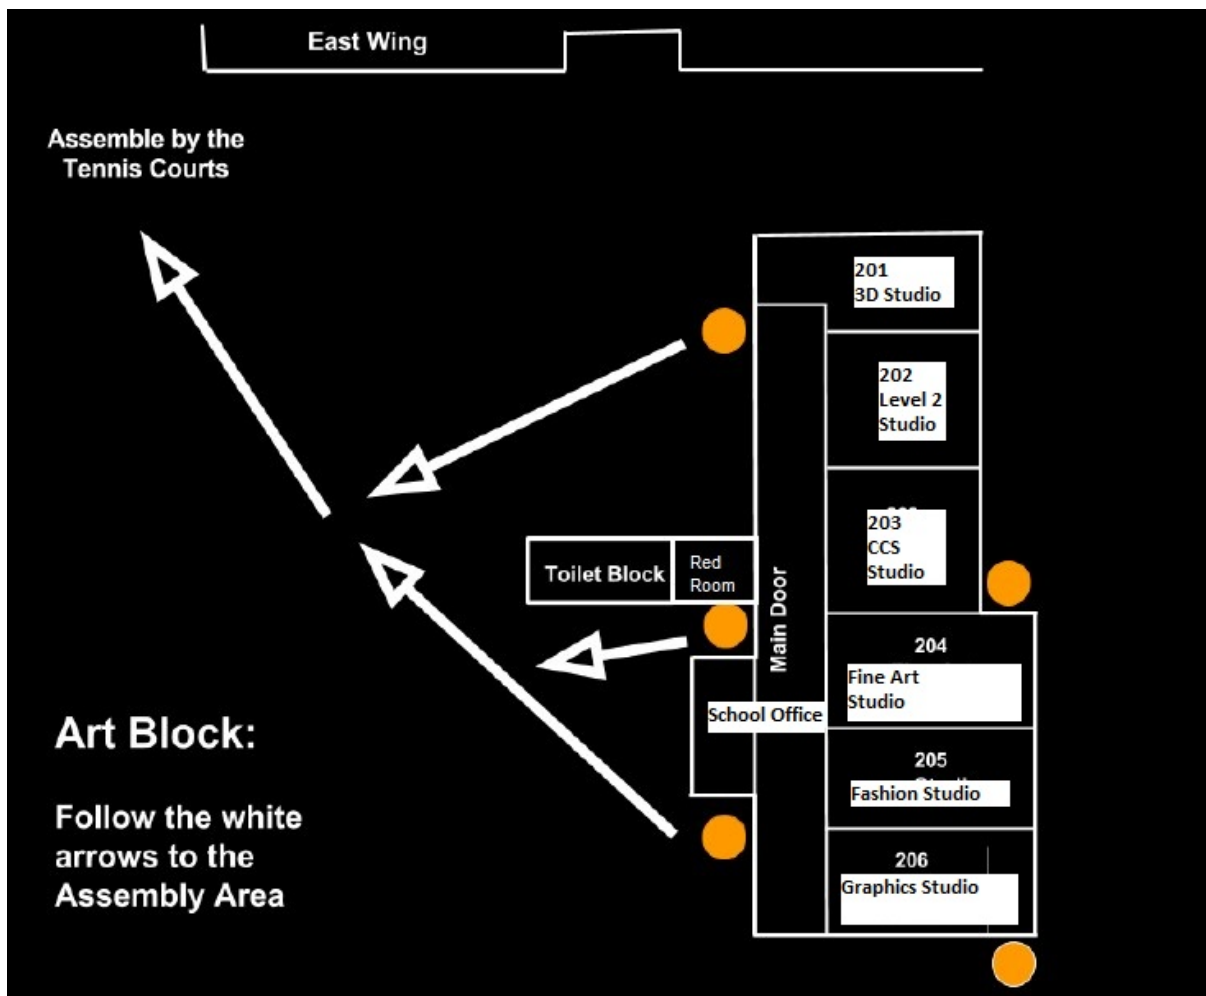 East Wing
Assemble by the
Tennis Courts
201
3D Studio
202
Level 2
Studio
203
CCS
Studio
Toilet Block
Red
Room
Main Door
204
Fine Art
Studio
School Office
205
Fashion Studio
206
Graphics Studio
Art Block:
Follow the white
arrows to the
Assembly Area